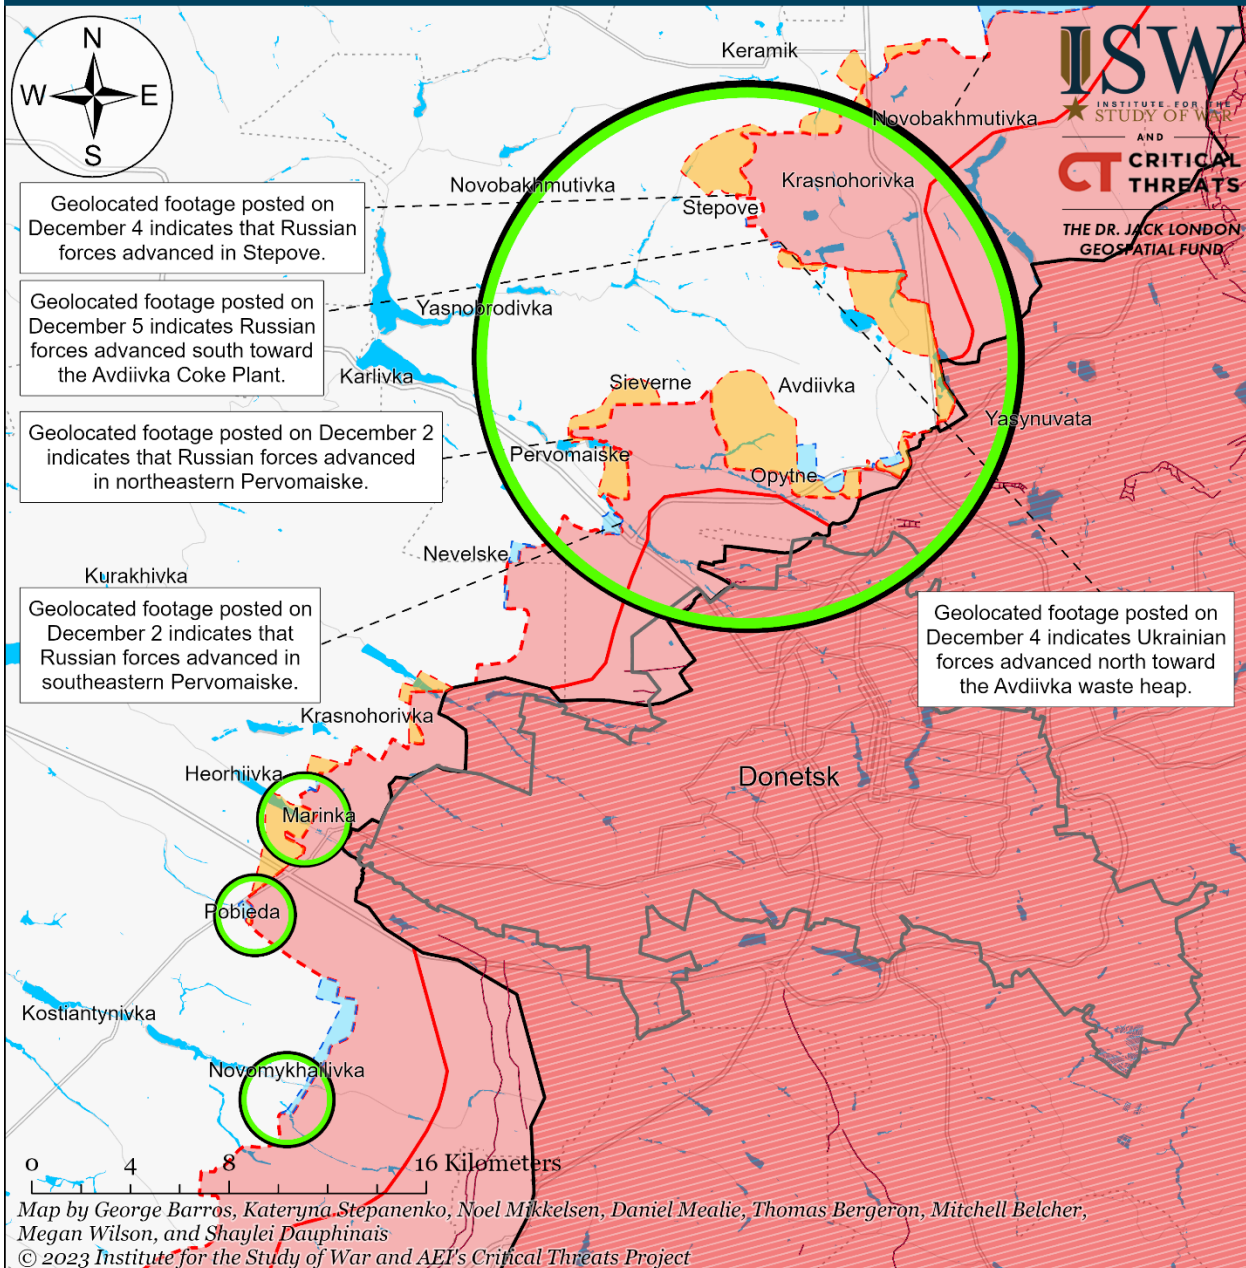 N
W
E
S
Keramik
ISW
INSTITUTE FOR THE
STUDY OF WAR
AND
CT CRITICAL
THREATS
THE DR. JACK LONDON
GEOSPATIAL FUND
Novobakhmutivka
Krasnohorivka
Novobakhmutivka
Stepove
Geolocated footage posted on
December 4 indicates that Russian
forces advanced in Stepove.
Geolocated footage posted on
December 5 indicates Russian
forces advanced south toward
the Avdiivka Coke Plant.
Yasnobrodivka
Karlivka
Sieverne
Avdiivka
Yasynuvata
Geolocated footage posted on December 2
indicates that Russian forces advanced
in northeastern Pervomaiske.
Pervomaiske
Opytne
Nevelske
Kurakhivka
Geolocated footage posted on
December 2 indicates that
Russian forces advanced in
southeastern Pervomaiske.
Geolocated footage posted on
December 4 indicates Ukrainian
forces advanced north toward
the Avdiivka waste heap.
Krasnohorivka
Heorhiivka
Donetsk
Marinka
Pobieda
Kostiantynivka
Novomykhailivka
0 4 8 16 Kilometers
Map by George Barros, Kateryna Stepanenko, Noel Mikkelsen, Daniel Mealie, Thomas Bergeron, Mitchell Belcher,
Megan Wilson, and Shaylei Dauphinais
© 2023 Institute for the Study of War and AEI's Critical Threats Project